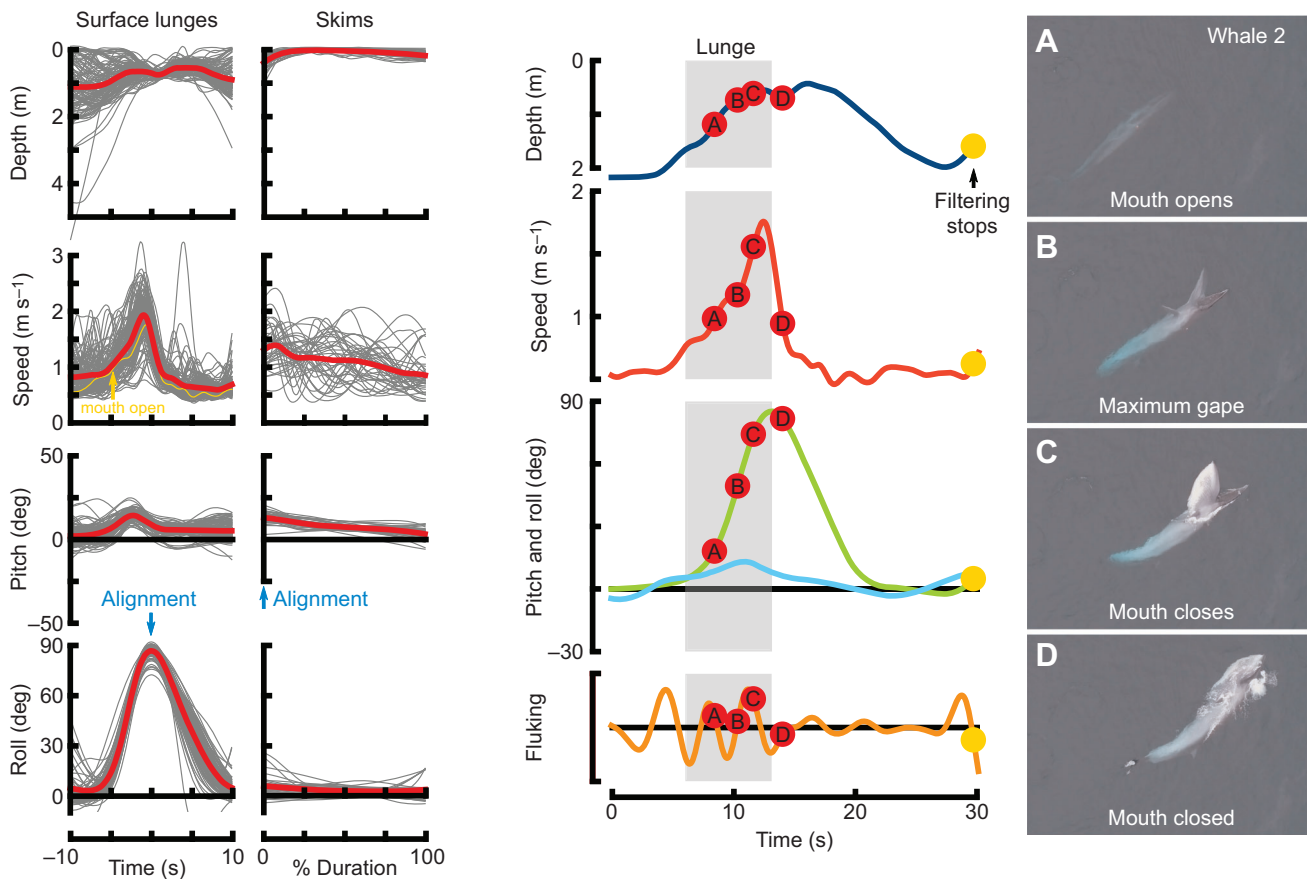 Surface lunges
Skims
0
1
2
3
4
5
Depth (m)
3
2
1
0
Speed (m s–1)
mouth open
50
0
–50
Pitch (deg)
Alignment
Alignment
90
60
30
0
Roll (deg)
–10
10
Time (s)
0
100
% Duration
Lunge
0
2
Depth (m)
A
B
C
D
Filtering
stops
2
1
Speed (m s–1)
A
B
C
D
90
–30
Pitch and roll (deg)
A
B
C
D
Fluking
A
B
C
D
0
10
20
30
Time (s)
A
Whale 2
Mouth opens
B
Maximum gape
C
Mouth closes
D
Mouth closed